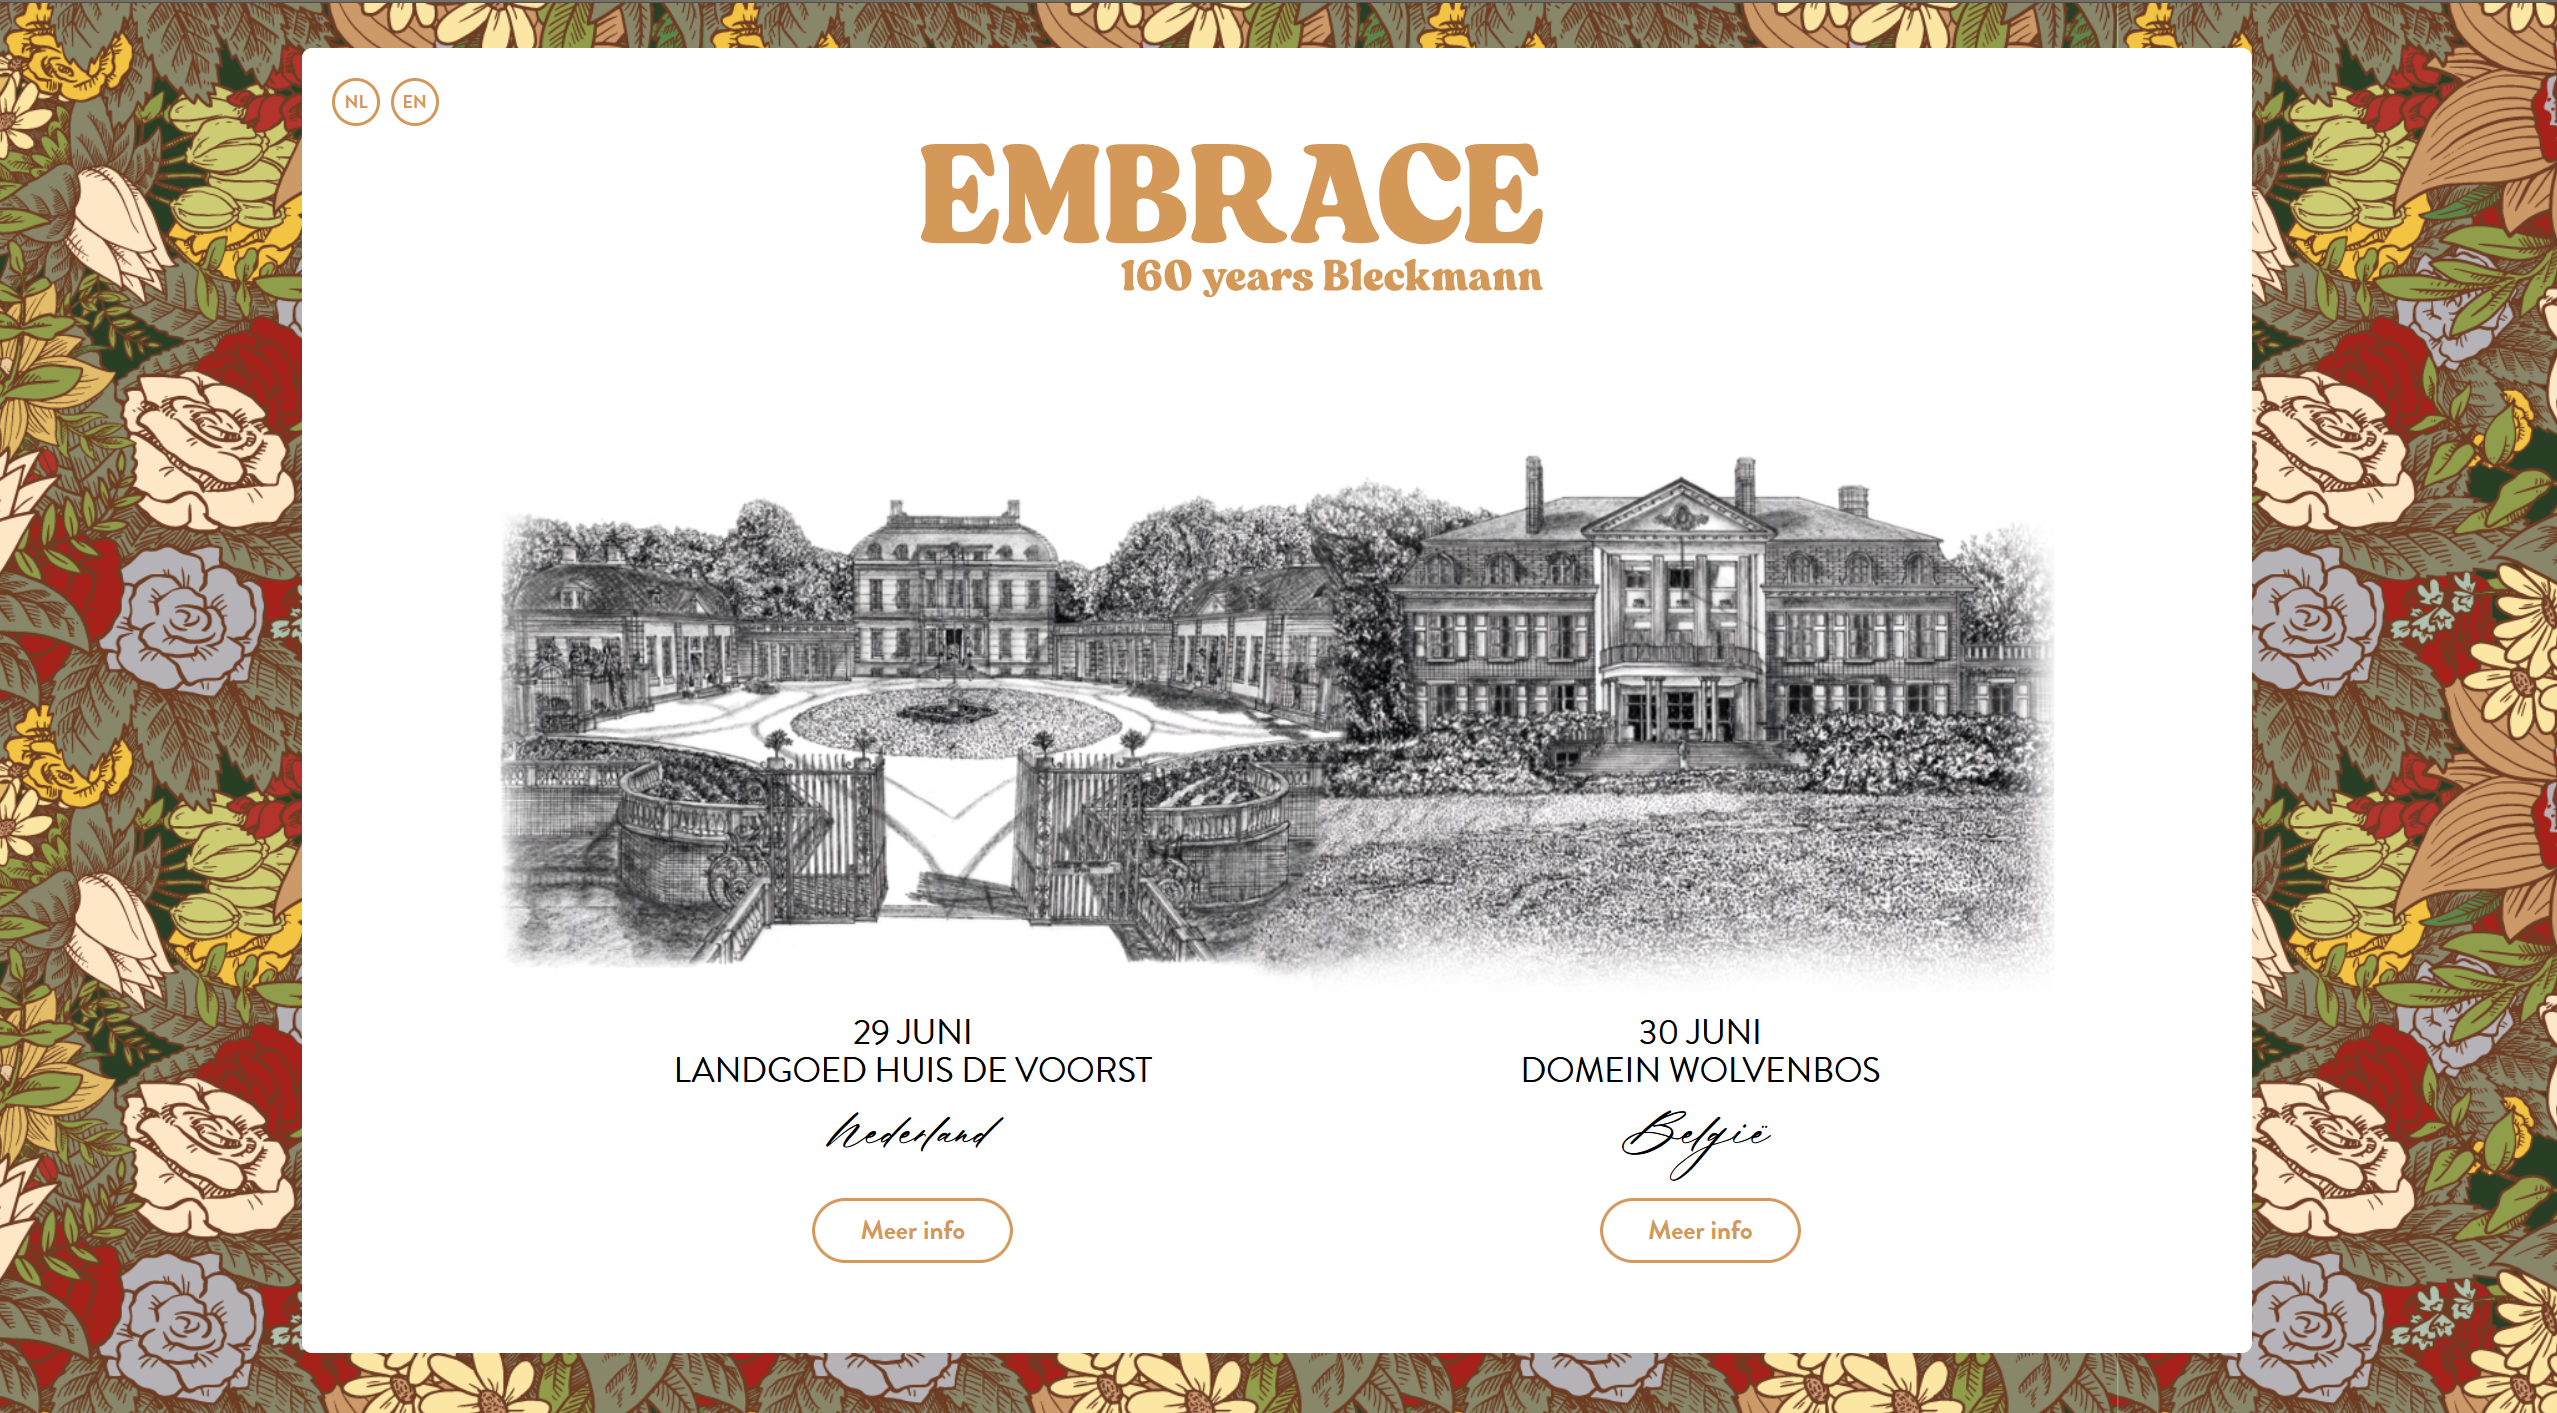 NL EN
EMBRACE
160 years Bleckmann
29 JUNI
LANDGOED HUIS DE VOORST
Nederland
Meer info
30 JUNI
DOMEIN WOLVENBOS
België
Meer info